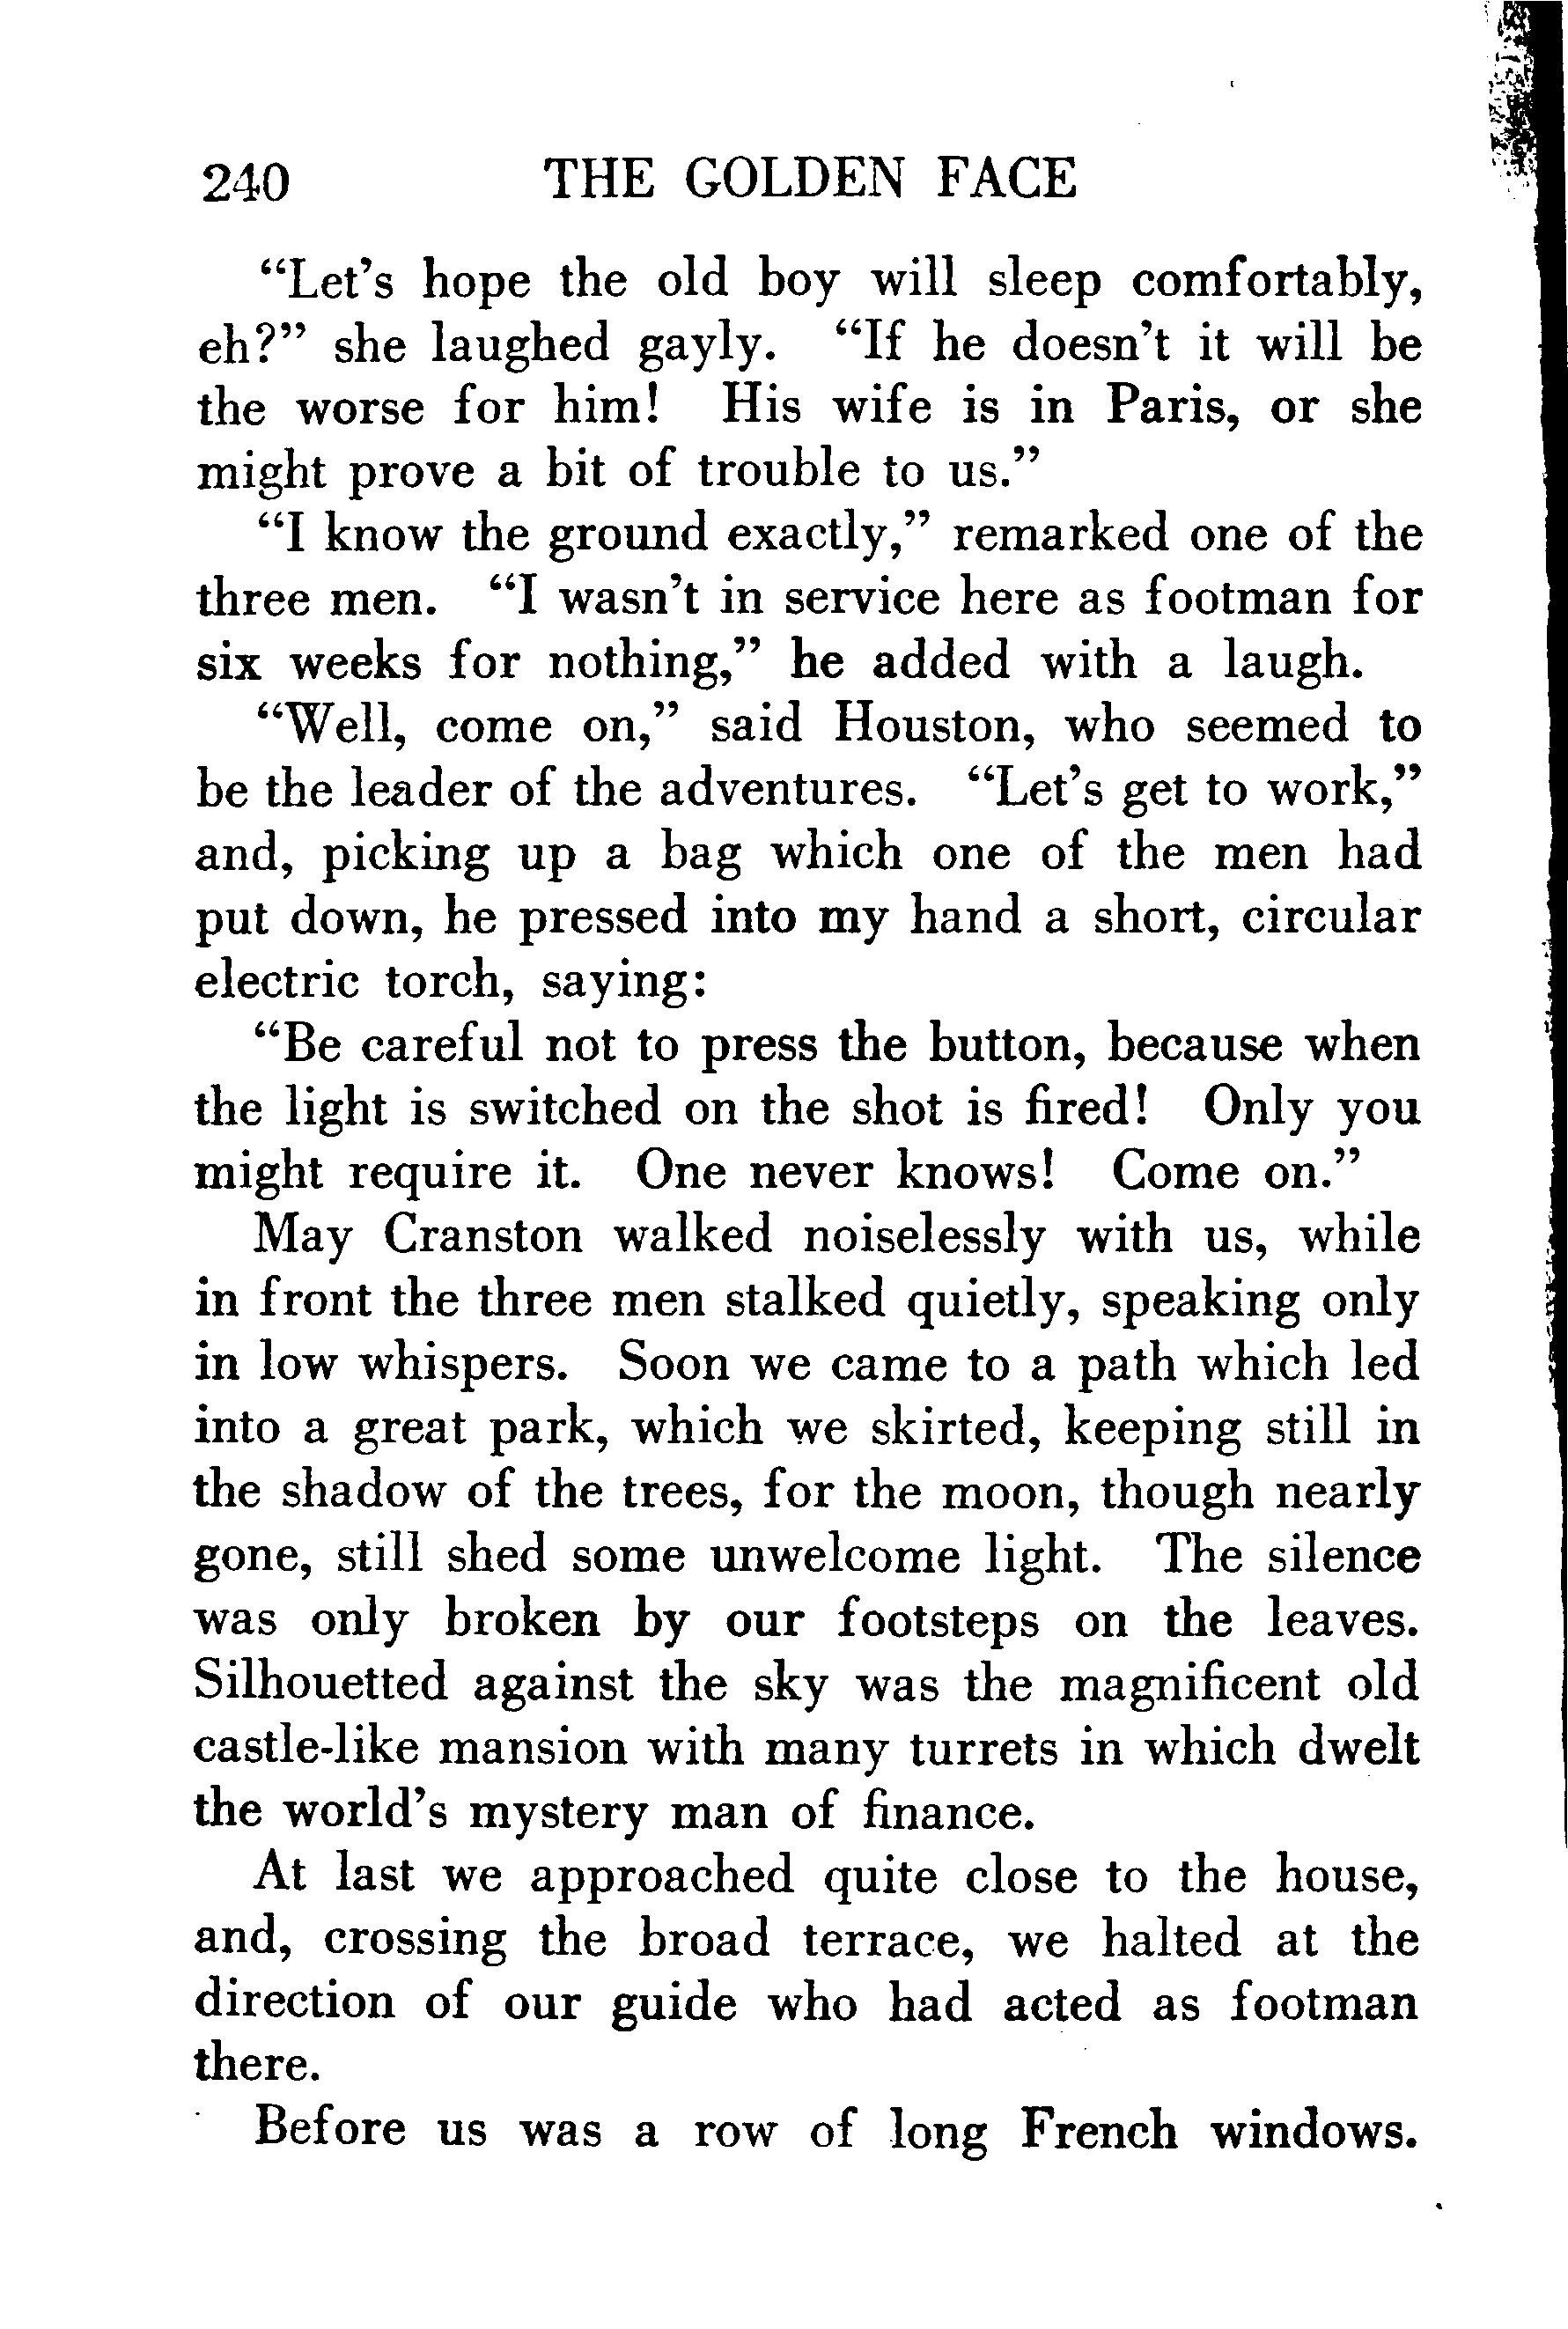 240 THE GOLDEN FACE
“Let’s hope the old boy will sleep comfortably,
eh?” she laughed gayly. “If he doesn’t it will be
the worse for him! His wife is in Paris, or she
might prove a bit of trouble to us.”
“I know the ground exactly,” remarked one of the
three men. “I wasn’t in service here as footman for
six weeks for nothing,” he added with a laugh.
“Well, come on,” said Houston, who seemed to
be the leader of the adventures. “Let’s get to work,”
and, picking up a bag which one of the men had
put down, he pressed into my hand a short, circular
electric torch, saying:
“Be careful not to press the button, because when
the light is switched on the shot is fired! Only you
might require it. One never knows! Come on.”
May Cranston walked noiselessly with us, while
in front the three men stalked quietly, speaking only
in low whispers. Soon we came to a path which led
into a great park, which we skirted, keeping still in
the shadow of the trees, for the moon, though nearly
gone, still shed some unwelcome light. The silence
was only broken by our footsteps on the leaves.
Silhouetted against the sky was the magnificent old
castle-like mansion with many turrets in which dwelt
the world’s mystery man of finance.
At last we approached quite close to the house,
and, crossing the broad terrace, we halted at the
direction of our guide who had acted as footman
there.
Before us was a row of long French windows.